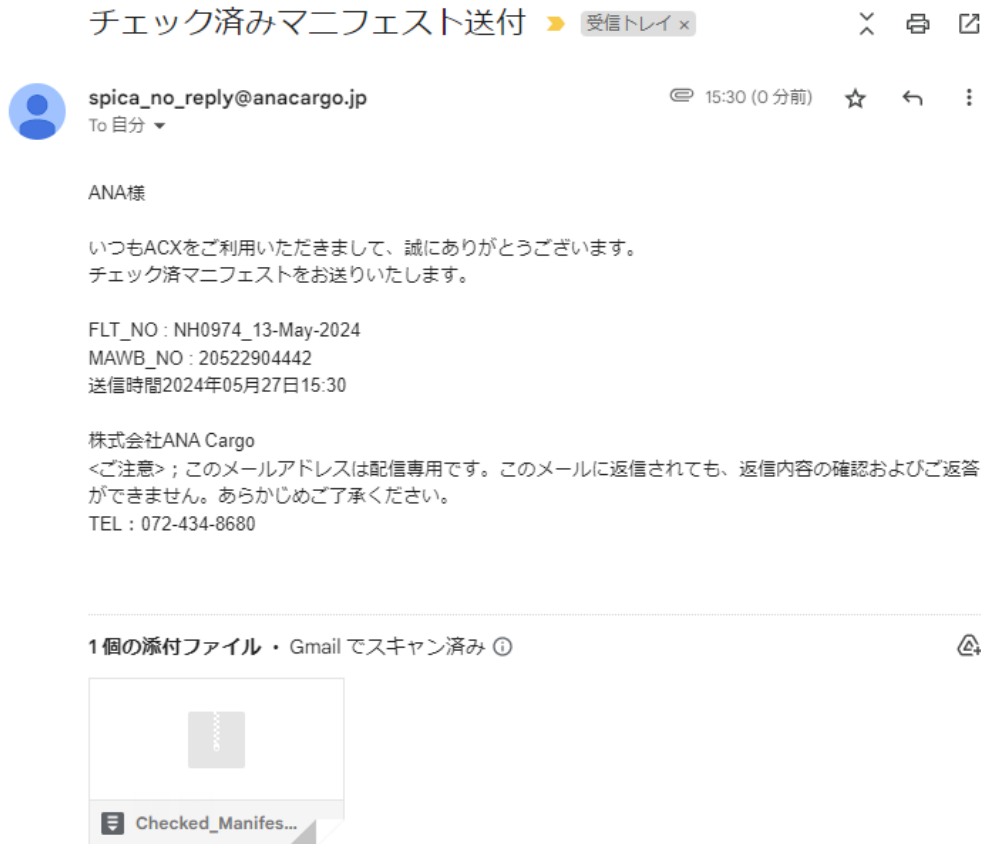 チェック済みマニフェスト送付 受信トレイ ×
spica_no_reply@anacargo.jp 15:30 (0 分前)
To 自分
ANA様
いつもACXをご利用いただきまして、誠にありがとうございます。
チェック済マニフェストをお送りいたします。
FLT_NO : NH0974_13-May-2024
MAWB_NO : 20522904442
送信時間2024年05月27日15:30
株式会社ANA Cargo
<ご注意>；このメールアドレスは配信専用です。このメールに返信されても、返信内容の確認およびご返答
ができません。あらかじめご了承ください。
TEL：072-434-8680
1 個の添付ファイル • Gmail でスキャン済み
Checked_Manifes...